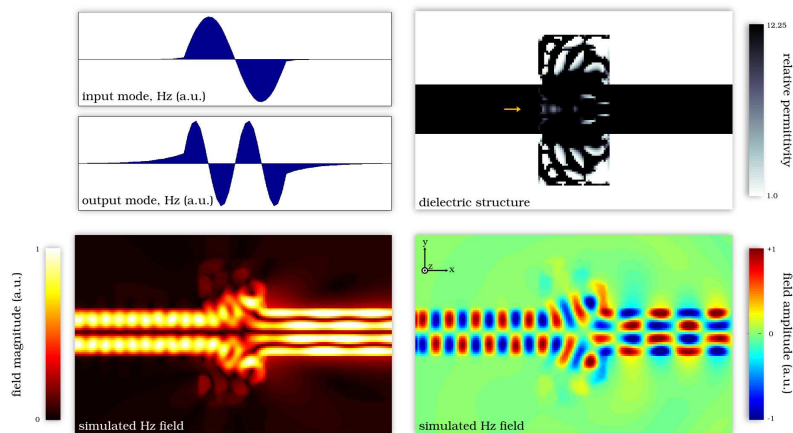 input mode, Hz (a.u.)
output mode, Hz (a.u.)
dielectric structure
12.25
1.0
relative permittivity
field magnitude (a.u.)
1
0
simulated Hz field
y
z
x
simulated Hz field
+1
0
-1
field amplitude (a.u.)